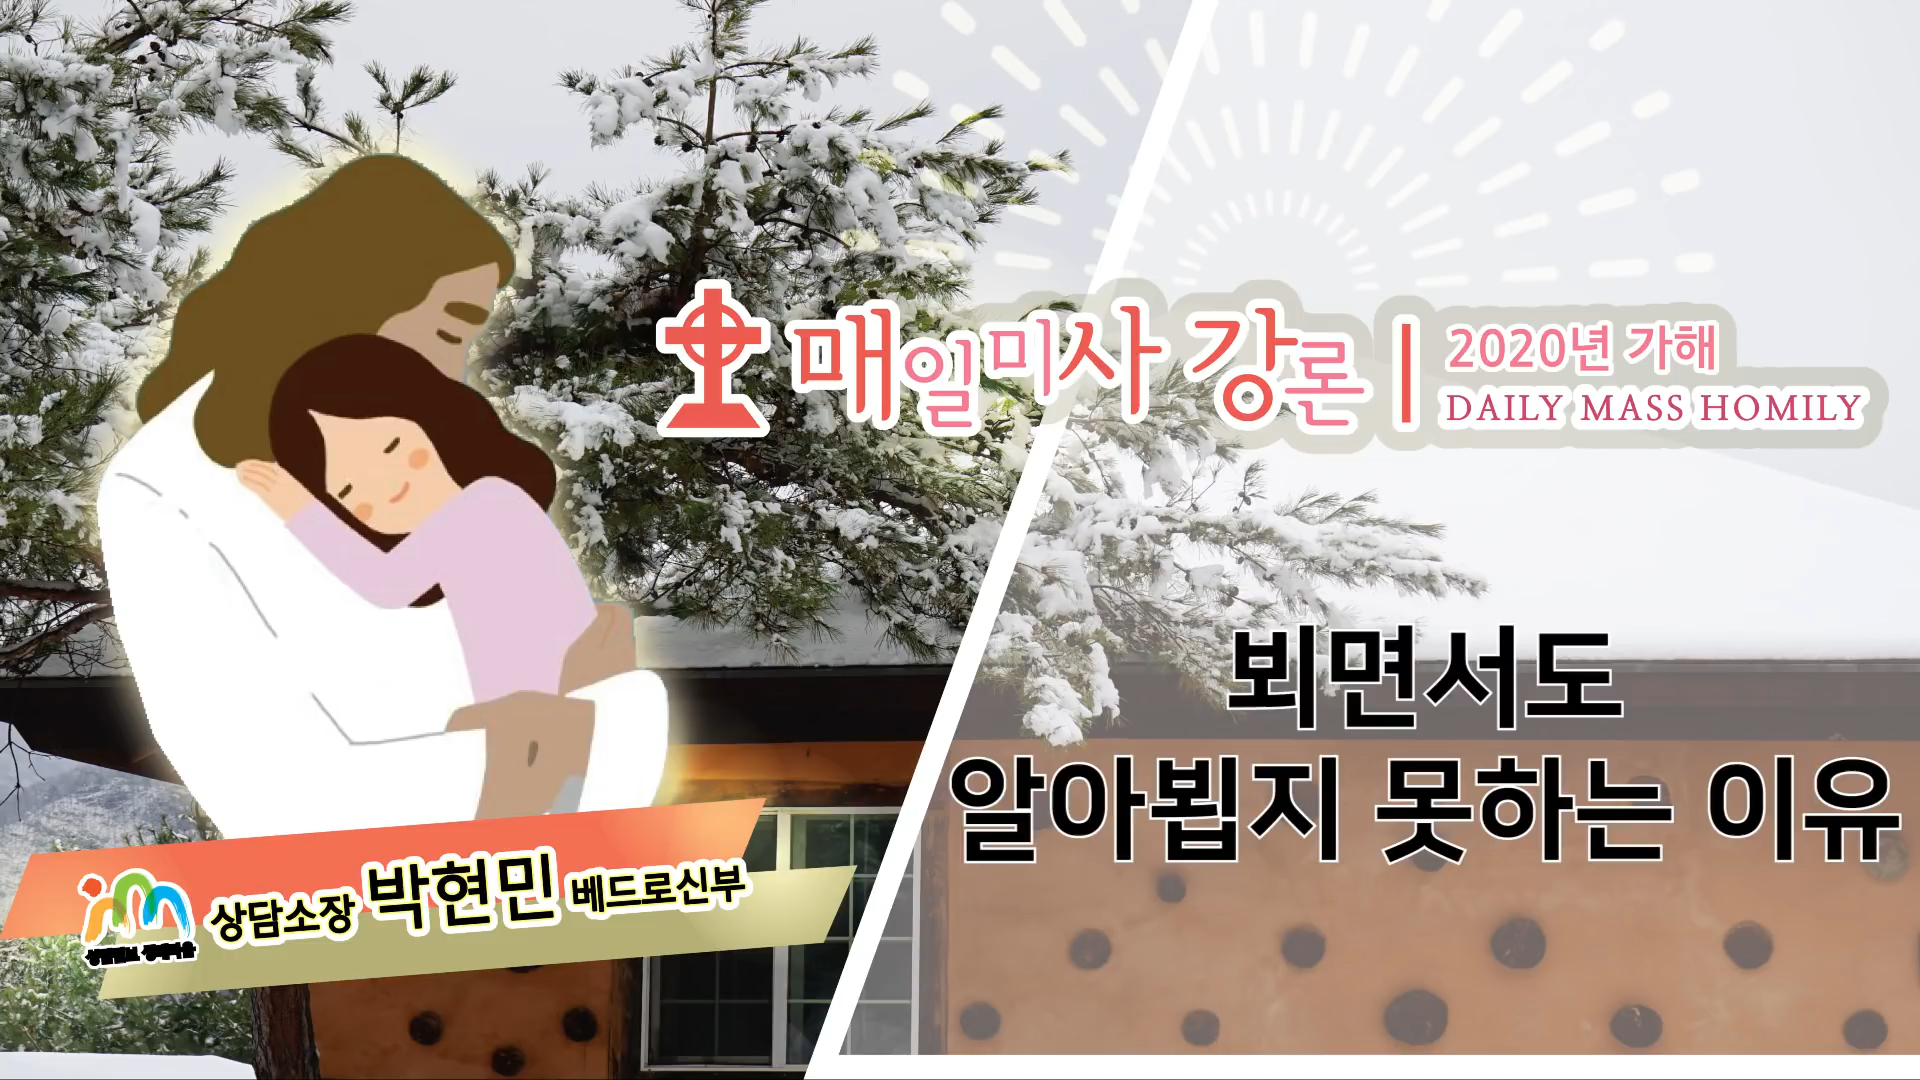 매일미사 강론
2020년 가해
DAILY MASS HOMILY
뵈면서도
알아뵙지 못하는 이유
상담소장 박현민 베드로신부